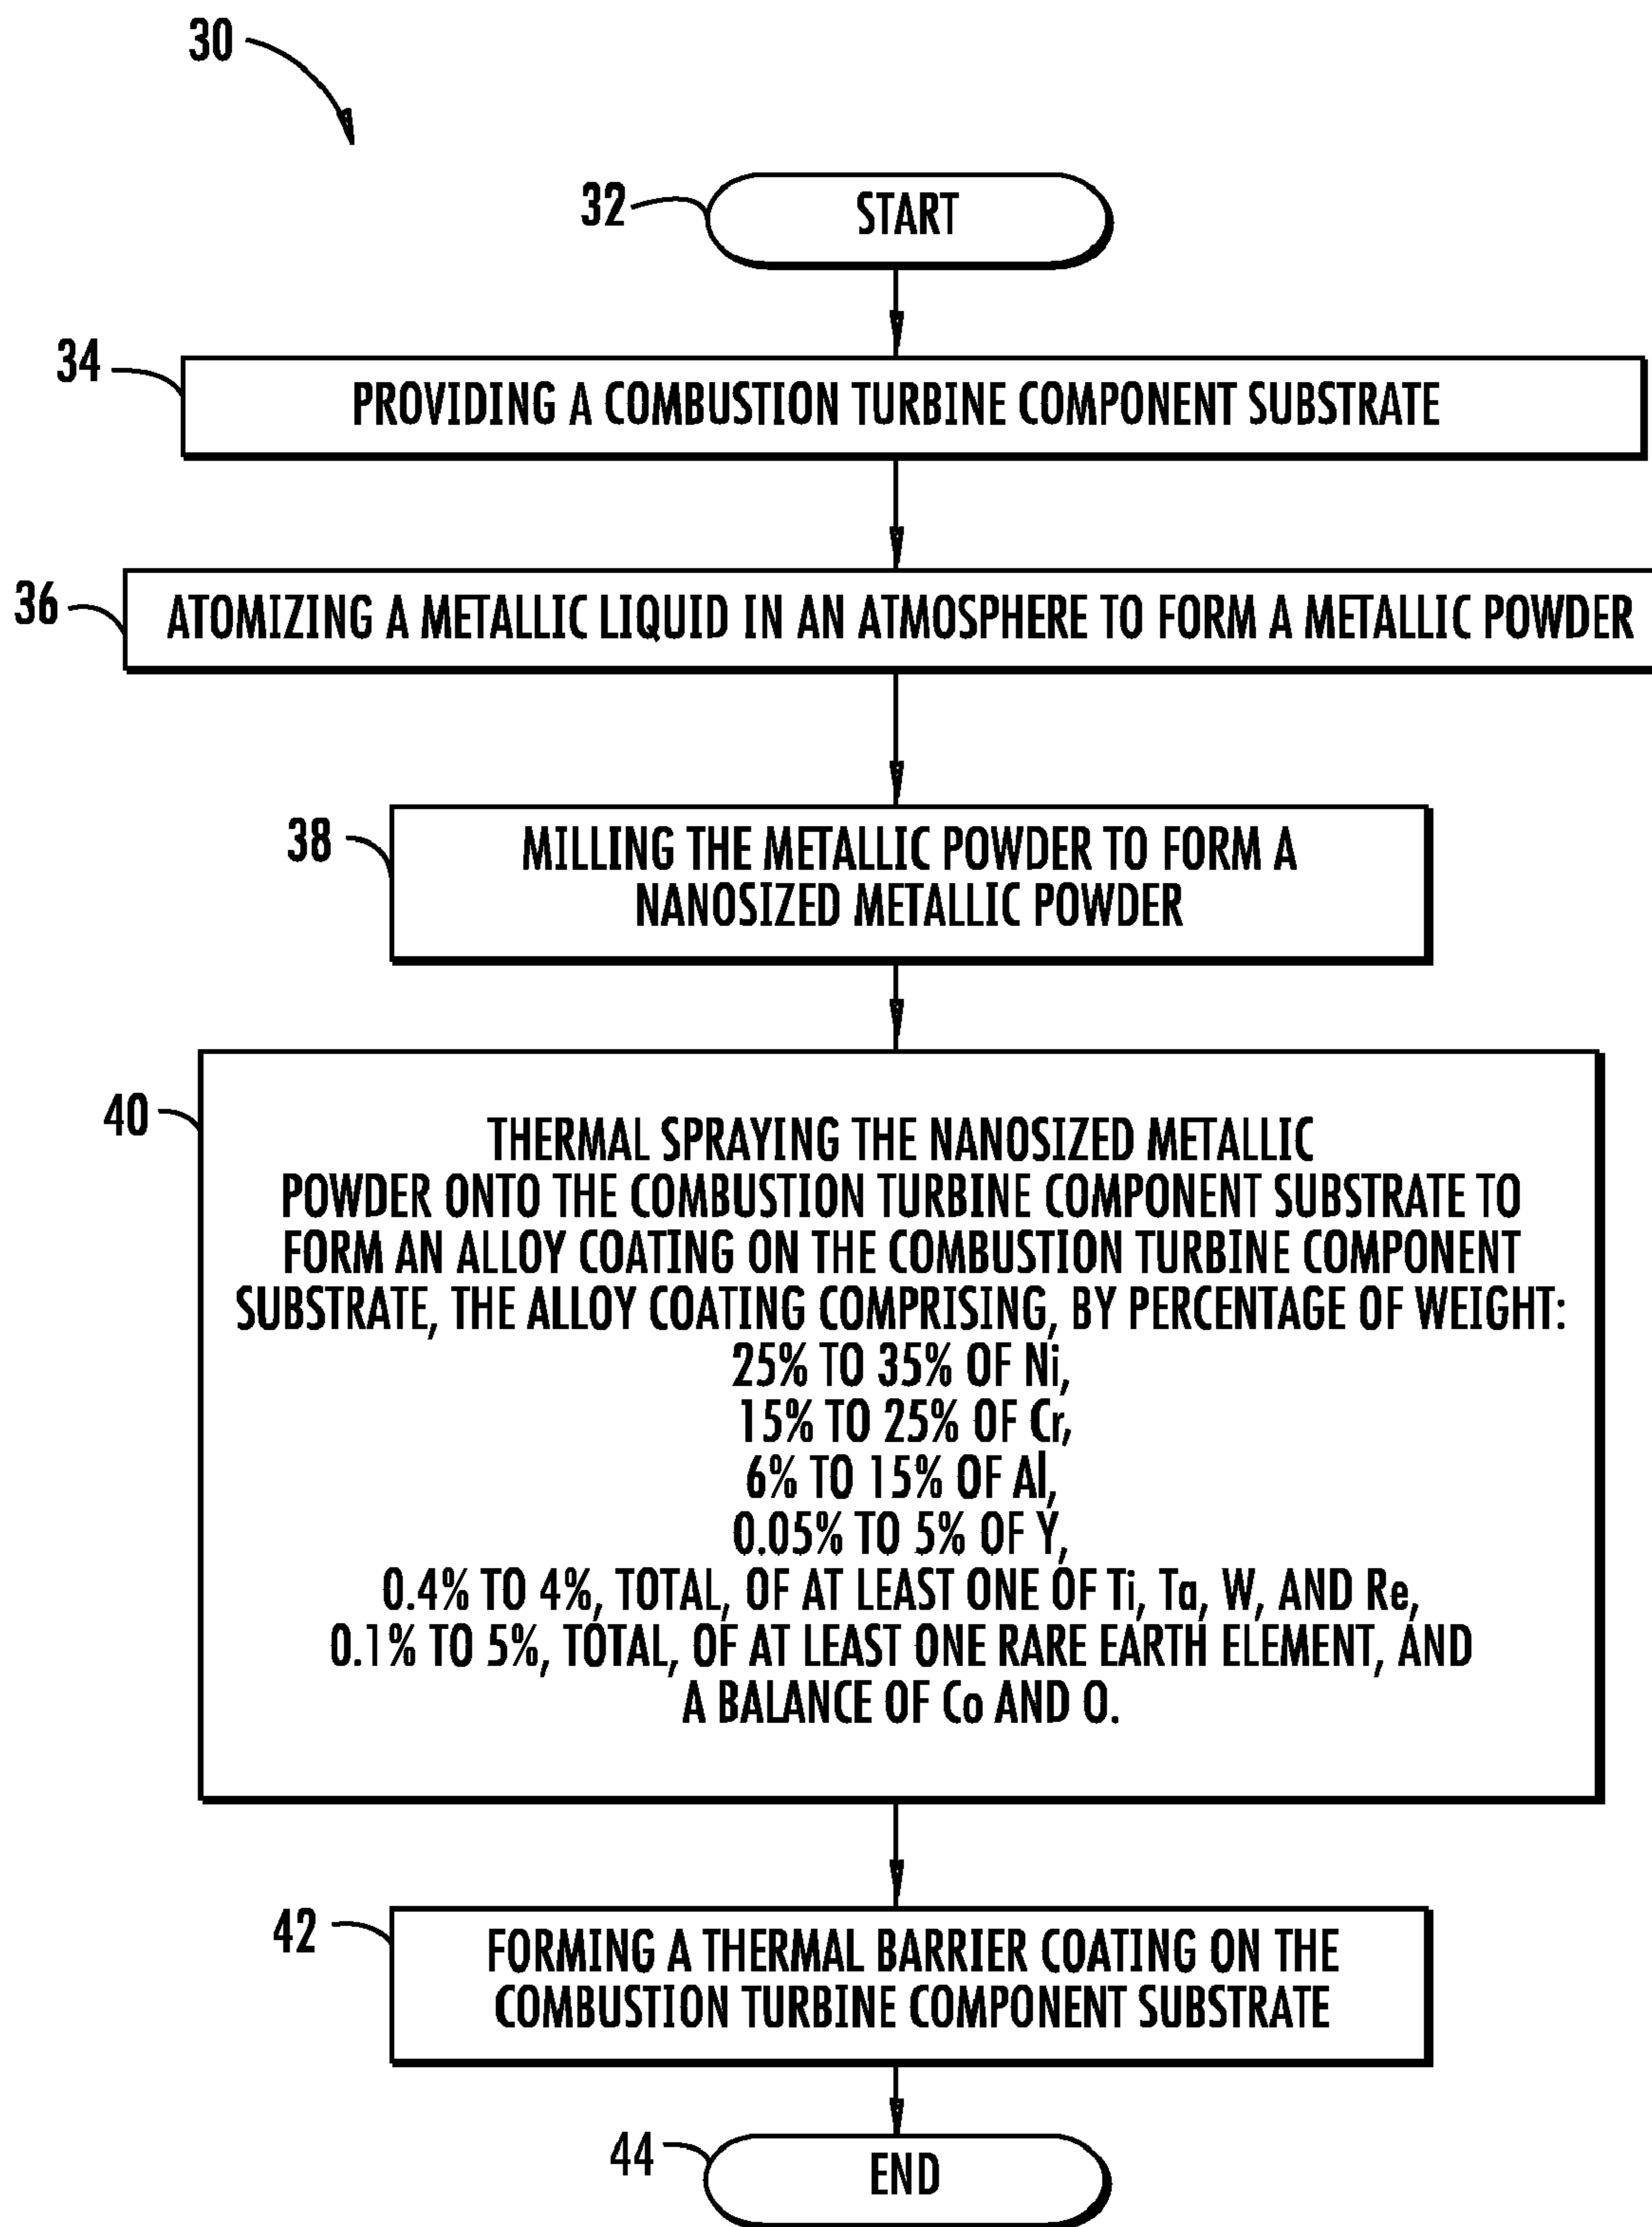 30
32
START
34
PROVIDING A COMBUSTION TURBINE COMPONENT SUBSTRATE
36
ATOMIZING A METALLIC LIQUID IN AN ATMOSPHERE TO FORM A METALLIC POWDER
38
MILLING THE METALLIC POWDER TO FORM A
NANOSIZED METALLIC POWDER
40
THERMAL SPRAYING THE NANOSIZED METALLIC
POWDER ONTO THE COMBUSTION TURBINE COMPONENT SUBSTRATE TO
FORM AN ALLOY COATING ON THE COMBUSTION TURBINE COMPONENT
SUBSTRATE, THE ALLOY COATING COMPRISING, BY PERCENTAGE OF WEIGHT:
25% TO 35% OF Ni,
15% TO 25% OF Cr,
6% TO 15% OF Al,
0.05% TO 5% OF Y,
0.4% TO 4%, TOTAL, OF AT LEAST ONE OF Ti, Ta, W, AND Re,
0.1% TO 5%, TOTAL, OF AT LEAST ONE RARE EARTH ELEMENT, AND
A BALANCE OF Co AND O.
42
FORMING A THERMAL BARRIER COATING ON THE
COMBUSTION TURBINE COMPONENT SUBSTRATE
44
END